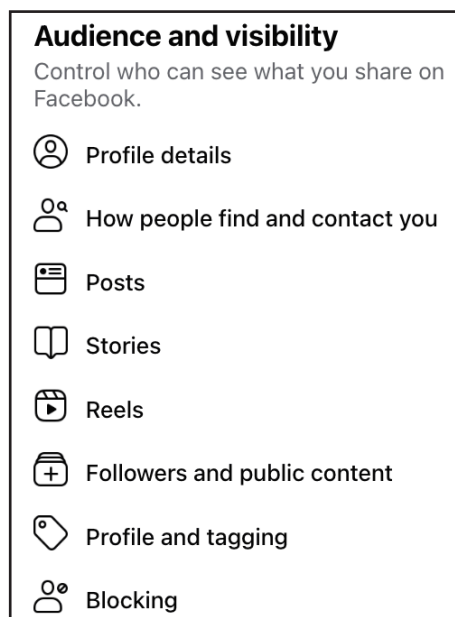 Audience and visibility
Control who can see what you share on
Facebook.
Profile details
How people find and contact you
Posts
Stories
Reels
Followers and public content
Profile and tagging
Blocking